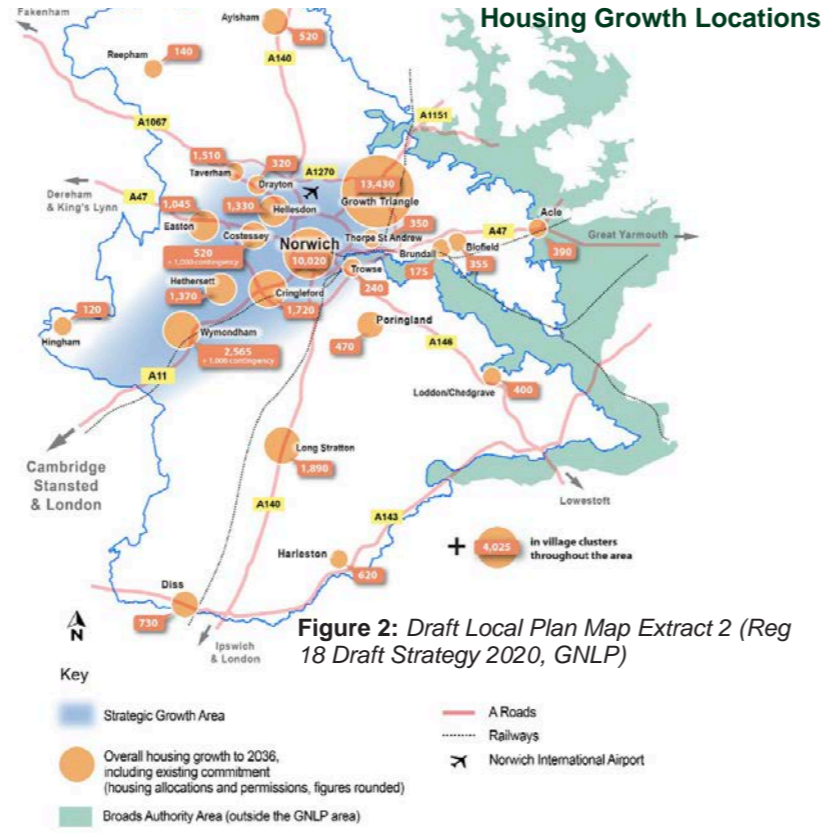 Housing Growth Locations
Fakenham
Aylsham
520
Reepham
140
A140
A1067
A1151
1,510
Taverham
320
Drayton
A1270
13,430
Growth Triangle
Dereham
& King's Lynn
A47
1,045
Easton
1,330
Hellesdon
350
Costessey
Norwich
10,020
Thorpe St Andrew
A47
Acle
Great Yarmouth
390
520
+ 1,000 contingency
Brundall
Blofield
175
355
Trowse
240
Hethersett
1,370
Cringleford
1,720
120
Hingham
Wymondham
2,565
+ 1,000 contingency
Poringland
470
A146
A11
Loddon/Chedgrave
400
Cambridge
Stansted
& London
Long Stratton
1,890
Lowestoft
A140
A143
+
4,025
in village clusters
throughout the area
Harleston
620
Diss
730
N
Ipswich
& London
Figure 2: Draft Local Plan Map Extract 2 (Reg
18 Draft Strategy 2020, GNLP)
Key
Strategic Growth Area
Overall housing growth to 2036,
including existing commitment
(housing allocations and permissions, figures rounded)
Broads Authority Area (outside the GNLP area)
A Roads
Railways
Norwich International Airport